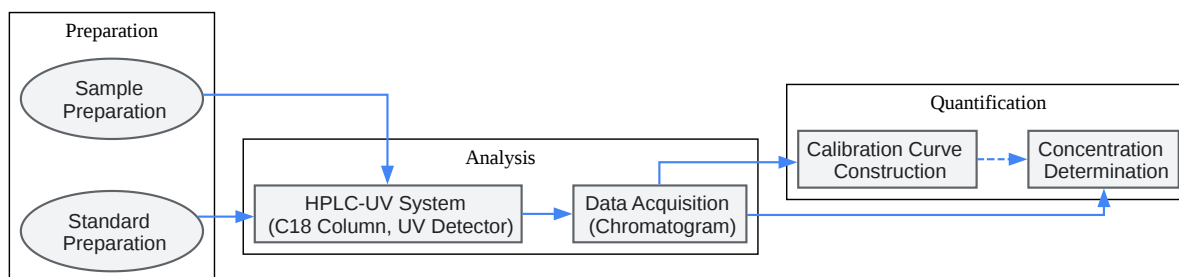 Preparation
Sample
Preparation
Standard
Preparation
Analysis
HPLC-UV System
(C18 Column, UV Detector)
Data Acquisition
(Chromatogram)
Quantification
Calibration Curve
Construction
Concentration
Determination